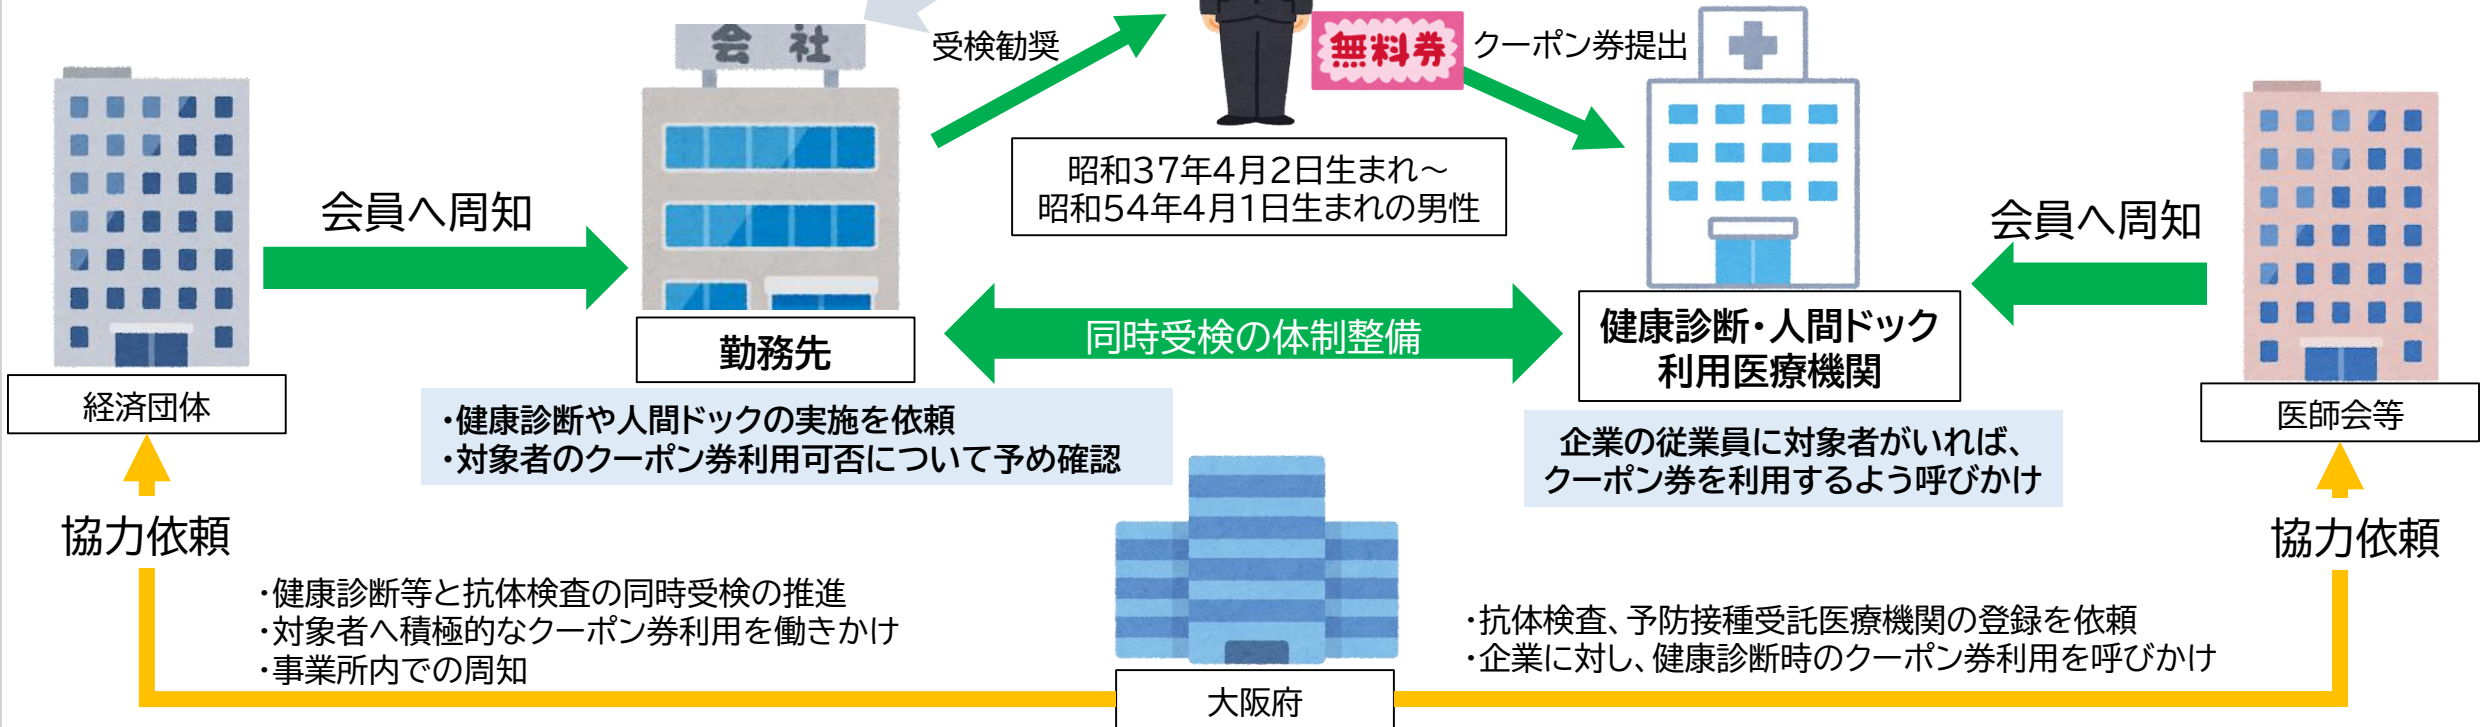 会社
受検勧奨
無料券
クーポン券提出
昭和37年4月2日生まれ～
昭和54年4月1日生まれの男性
会員へ周知
会員へ周知
同時受検の体制整備
勤務先
健康診断・人間ドック
利用医療機関
経済団体
医師会等
・健康診断や人間ドックの実施を依頼
・対象者のクーポン券利用可否について予め確認
企業の従業員に対象者がいれば、
クーポン券を利用するよう呼びかけ
協力依頼
協力依頼
・健康診断等と抗体検査の同時受検の推進
・対象者へ積極的なクーポン券利用を働きかけ
・事業所内での周知
・抗体検査、予防接種受託医療機関の登録を依頼
・企業に対し、健康診断時のクーポン券利用を呼びかけ
大阪府